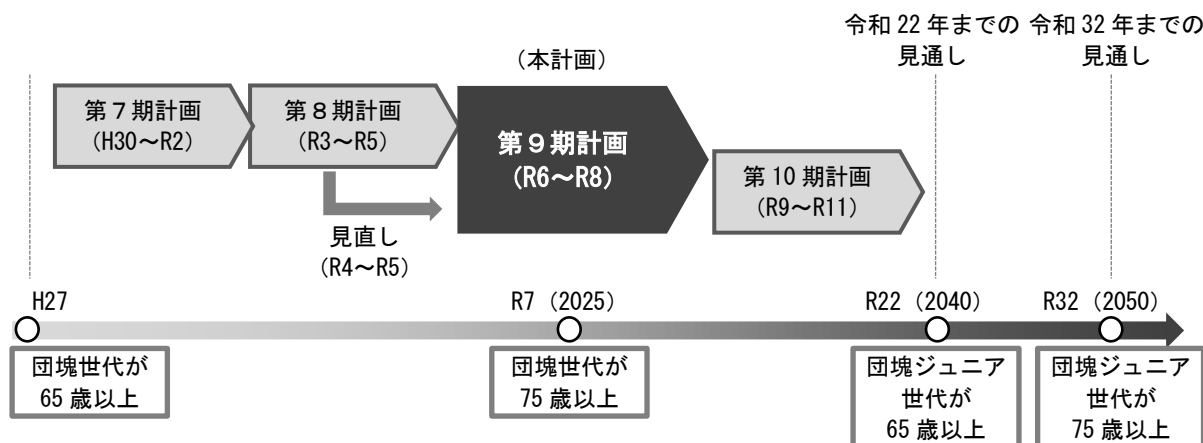 令和 22 年までの
見通し
令和 32 年までの
見通し
(本計画)
第７期計画
(H30～R2)
第８期計画
(R3～R5)
第９期計画
(R6～R8)
第 10 期計画
(R9～R11)
見直し
(R4～R5)
H27
R7 (2025)
R22 (2040)
R32 (2050)
団塊世代が
65 歳以上
団塊世代が
75 歳以上
団塊ジュニア
世代が
65 歳以上
団塊ジュニア
世代が
75 歳以上